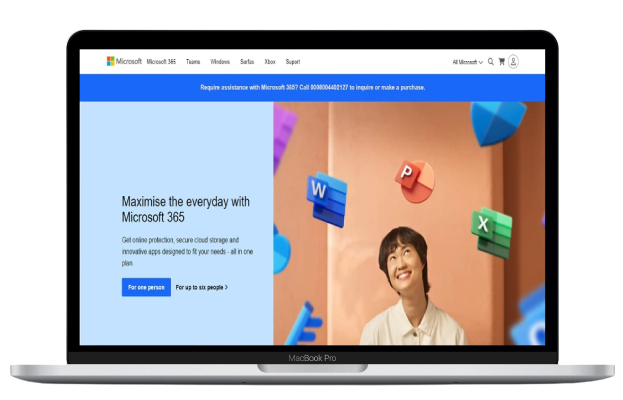 Microsoft Microsoft 365 Teams Windows Surfas Xbox Suport All Microsoft
Require assistance with Microsoft 365? Call 0008004402127 to inquire or make a purchase.
W
P
X
Maximise the everyday with
Microsoft 365
Get online protection, secure cloud storage and
innovative apps designed to fit your needs - all in one
plan.
For one person For up to six people >
MacBook Pro